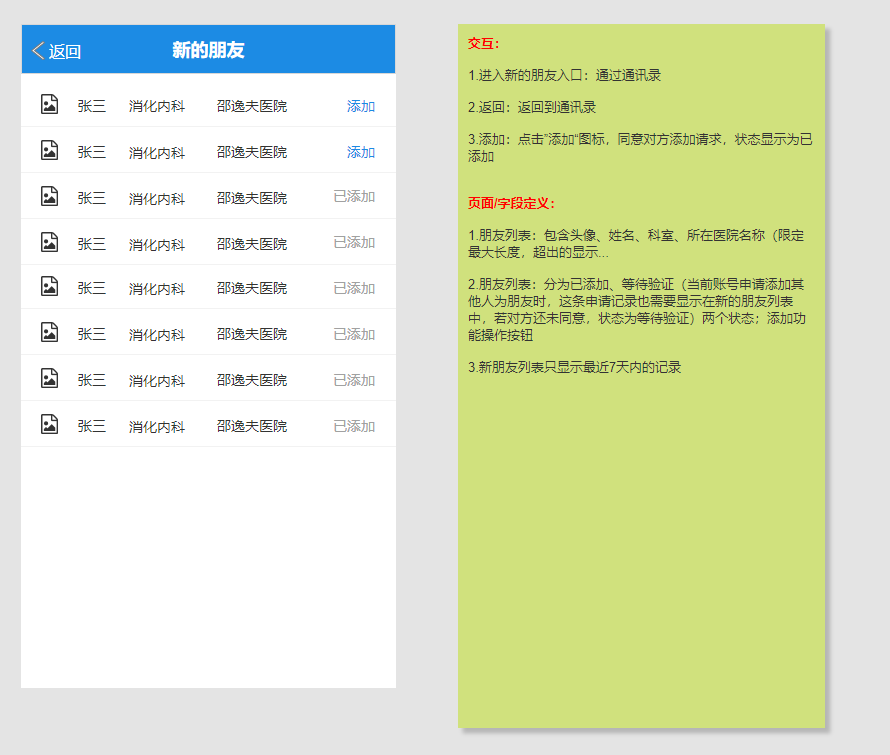 返回
新的朋友
张三 消化内科 邵逸夫医院 添加
张三 消化内科 邵逸夫医院 添加
张三 消化内科 邵逸夫医院 已添加
张三 消化内科 邵逸夫医院 已添加
张三 消化内科 邵逸夫医院 已添加
张三 消化内科 邵逸夫医院 已添加
张三 消化内科 邵逸夫医院 已添加
张三 消化内科 邵逸夫医院 已添加
交互：
1.进入新的朋友入口：通过通讯录
2.返回：返回到通讯录
3.添加：点击”添加“图标，同意对方添加请求，状态显示为已
添加
页面/字段定义：
1.朋友列表：包含头像、姓名、科室、所在医院名称（限定
最大长度，超出的显示...
2.朋友列表：分为已添加、等待验证（当前账号申请添加其
他人为朋友时，这条申请记录也需要显示在新的朋友列表
中，若对方还未同意，状态为等待验证）两个状态；添加功
能操作按钮
3.新朋友列表只显示最近7天内的记录